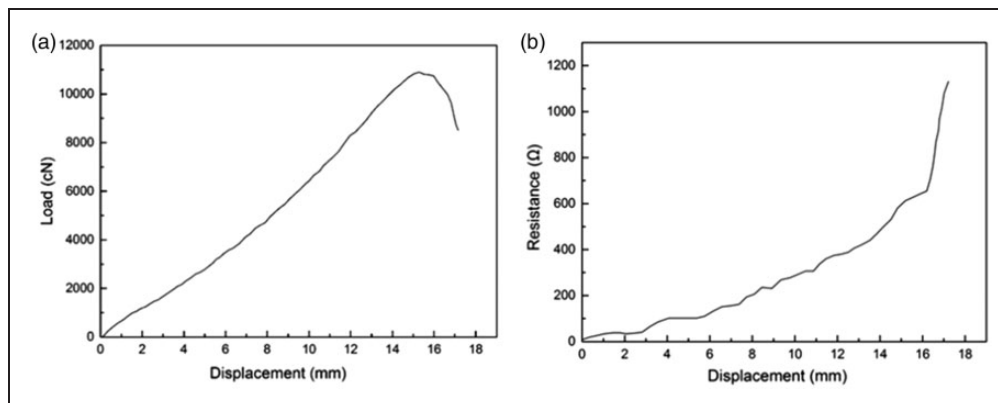 (a)
12000
10000
8000
6000
4000
2000
0
Load (cN)
0 2 4 6 8 10 12 14 16 18
Displacement (mm)
(b)
1200
1000
800
600
400
200
0
Resistance (Ω)
0 2 4 6 8 10 12 14 16 18
Displacement (mm)